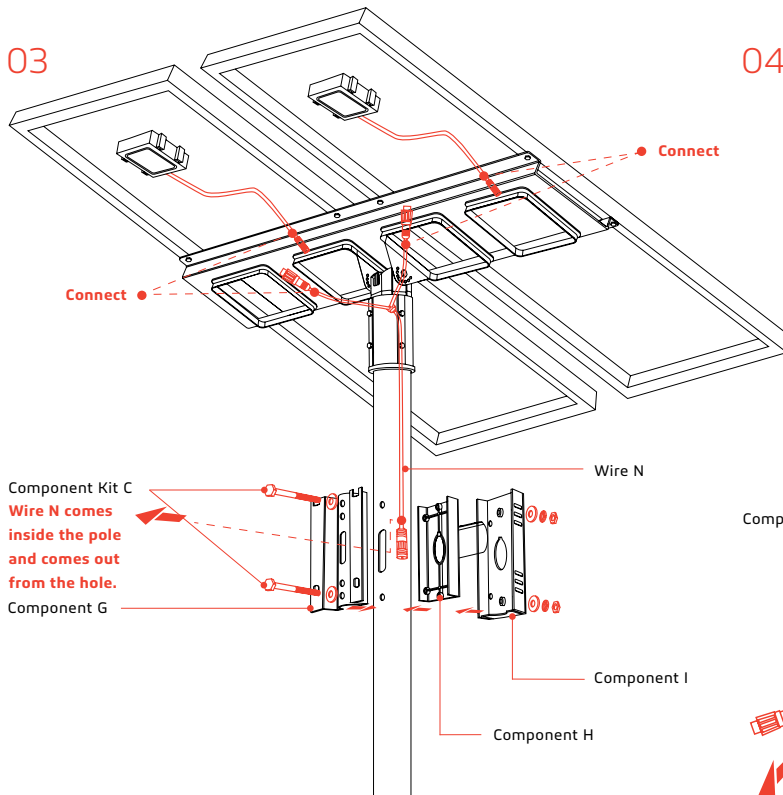 03
04
Connect
Connect
Wire N
Component Kit C
Wire N comes
inside the pole
and comes out
from the hole.
Component G
Comp
Component I
Component H